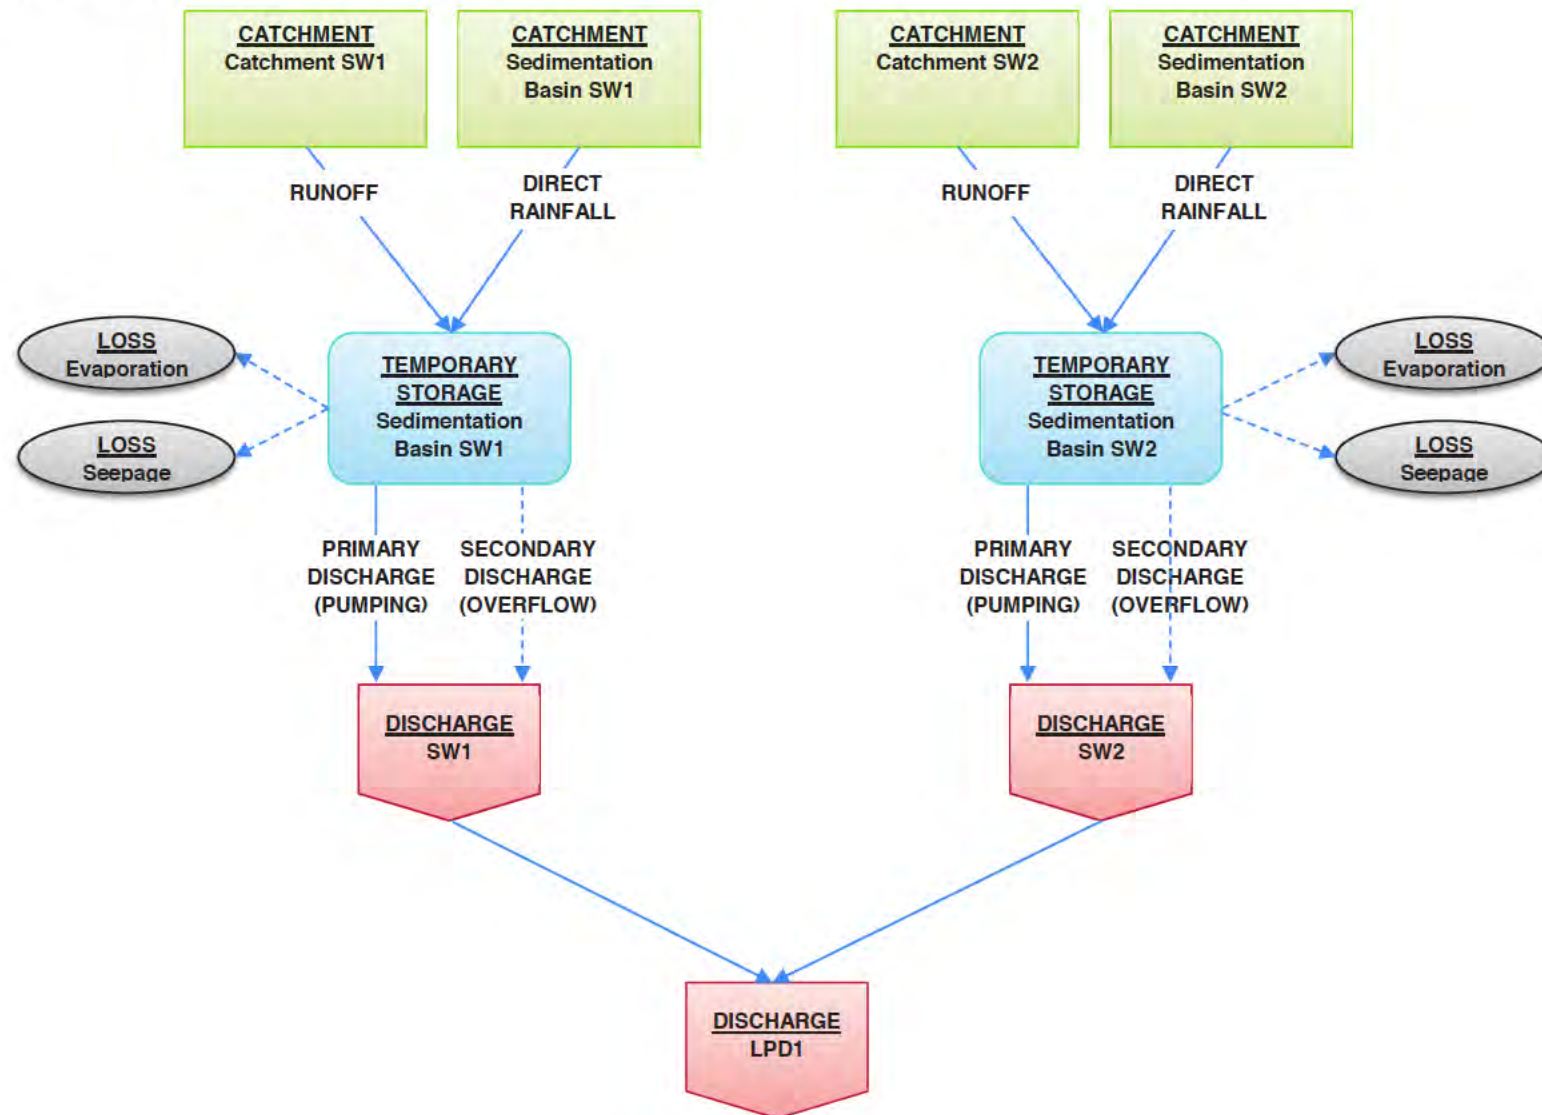 CATCHMENT
Catchment SW1
CATCHMENT
Sedimentation
Basin SW1
CATCHMENT
Catchment SW2
CATCHMENT
Sedimentation
Basin SW2
RUNOFF
DIRECT
RAINFALL
RUNOFF
DIRECT
RAINFALL
LOSS
Evaporation
LOSS
Seepage
TEMPORARY
STORAGE
Sedimentation
Basin SW1
TEMPORARY
STORAGE
Sedimentation
Basin SW2
LOSS
Evaporation
LOSS
Seepage
PRIMARY
DISCHARGE
(PUMPING)
SECONDARY
DISCHARGE
(OVERFLOW)
PRIMARY
DISCHARGE
(PUMPING)
SECONDARY
DISCHARGE
(OVERFLOW)
DISCHARGE
SW1
DISCHARGE
SW2
DISCHARGE
LPD1